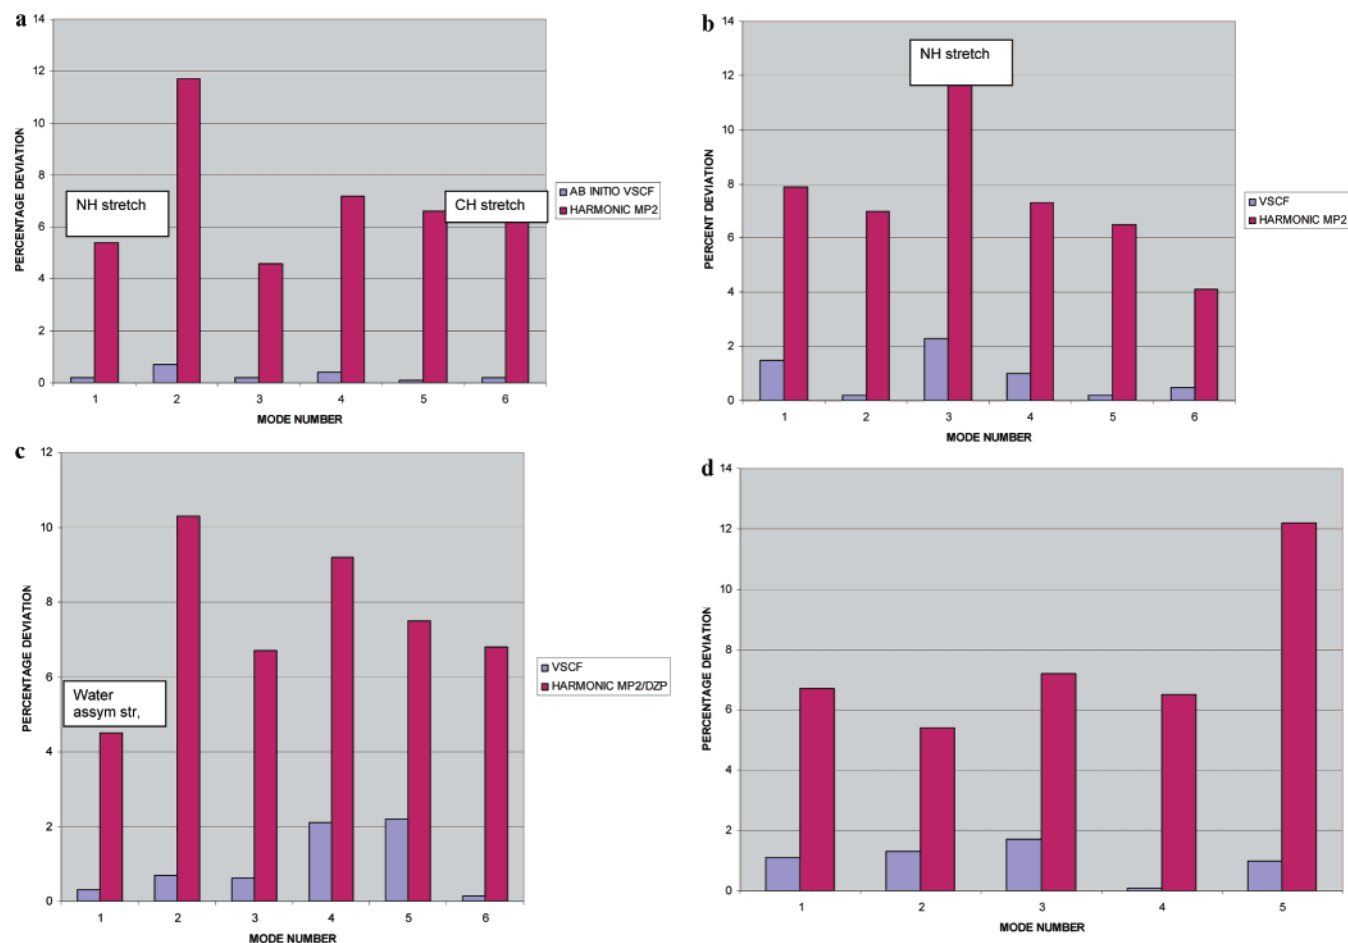 a
14
12
10
8
6
4
2
0
PERCENTAGE DEVIATION
NH stretch
CH stretch
1 2 3 4 5 6
MODE NUMBER
AB INITIO VSCF
HARMONIC MP2
b
14
12
10
8
6
4
2
0
PERCENT DEVIATION
NH stretch
1 2 3 4 5 6
MODE NUMBER
VSCF
HARMONIC MP2
c
12
10
8
6
4
2
0
PERCENTAGE DEVIATION
Water
assym str,
1 2 3 4 5 6
MODE NUMBER
VSCF
HARMONIC MP2/DZP
d
14
12
10
8
6
4
2
0
PERCENTAGE DEVIATION
1 2 3 4 5
MODE NUMBER